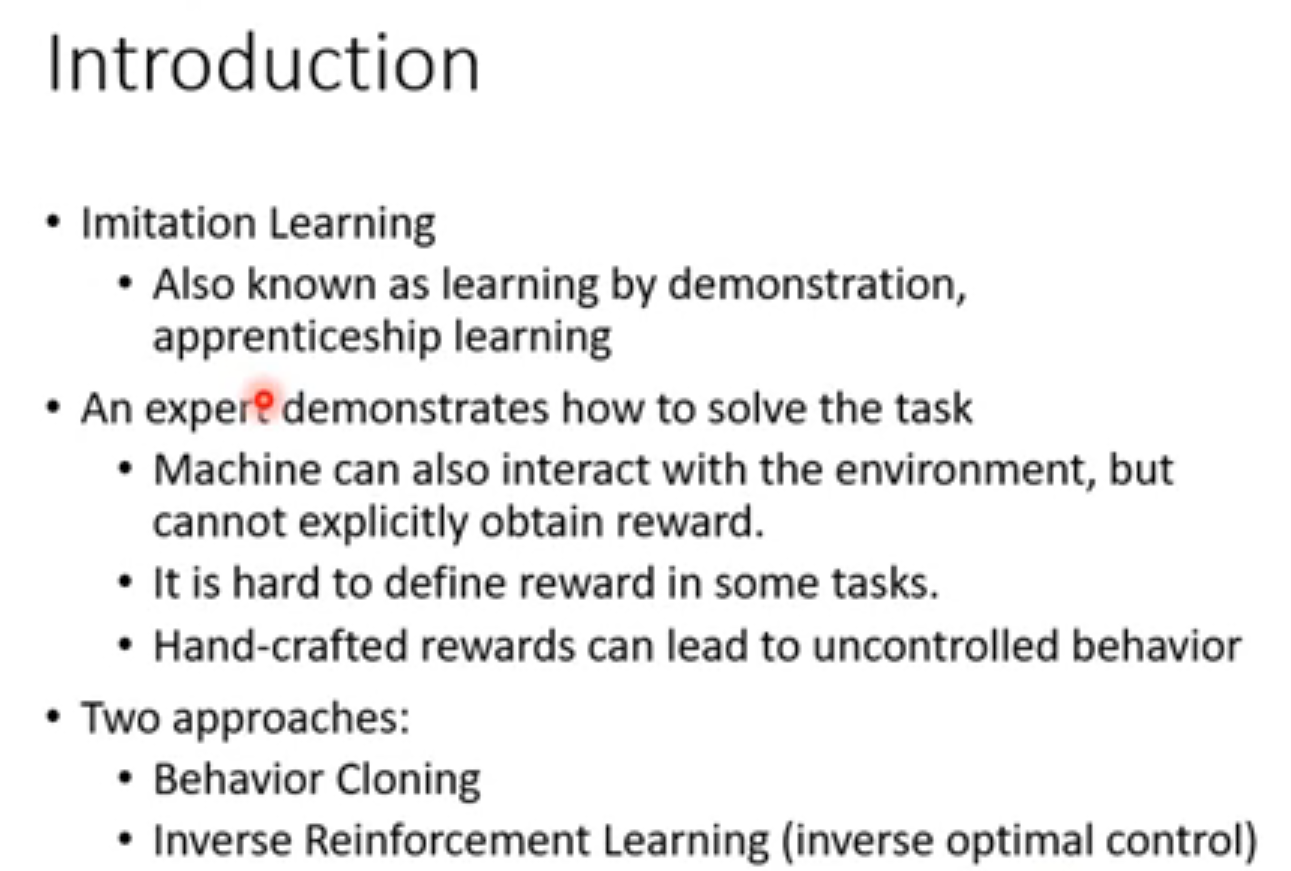 Introduction
• Imitation Learning
• Also known as learning by demonstration,
apprenticeship learning
• An expert demonstrates how to solve the task
• Machine can also interact with the environment, but
cannot explicitly obtain reward.
• It is hard to define reward in some tasks.
• Hand-crafted rewards can lead to uncontrolled behavior
• Two approaches:
• Behavior Cloning
• Inverse Reinforcement Learning (inverse optimal control)